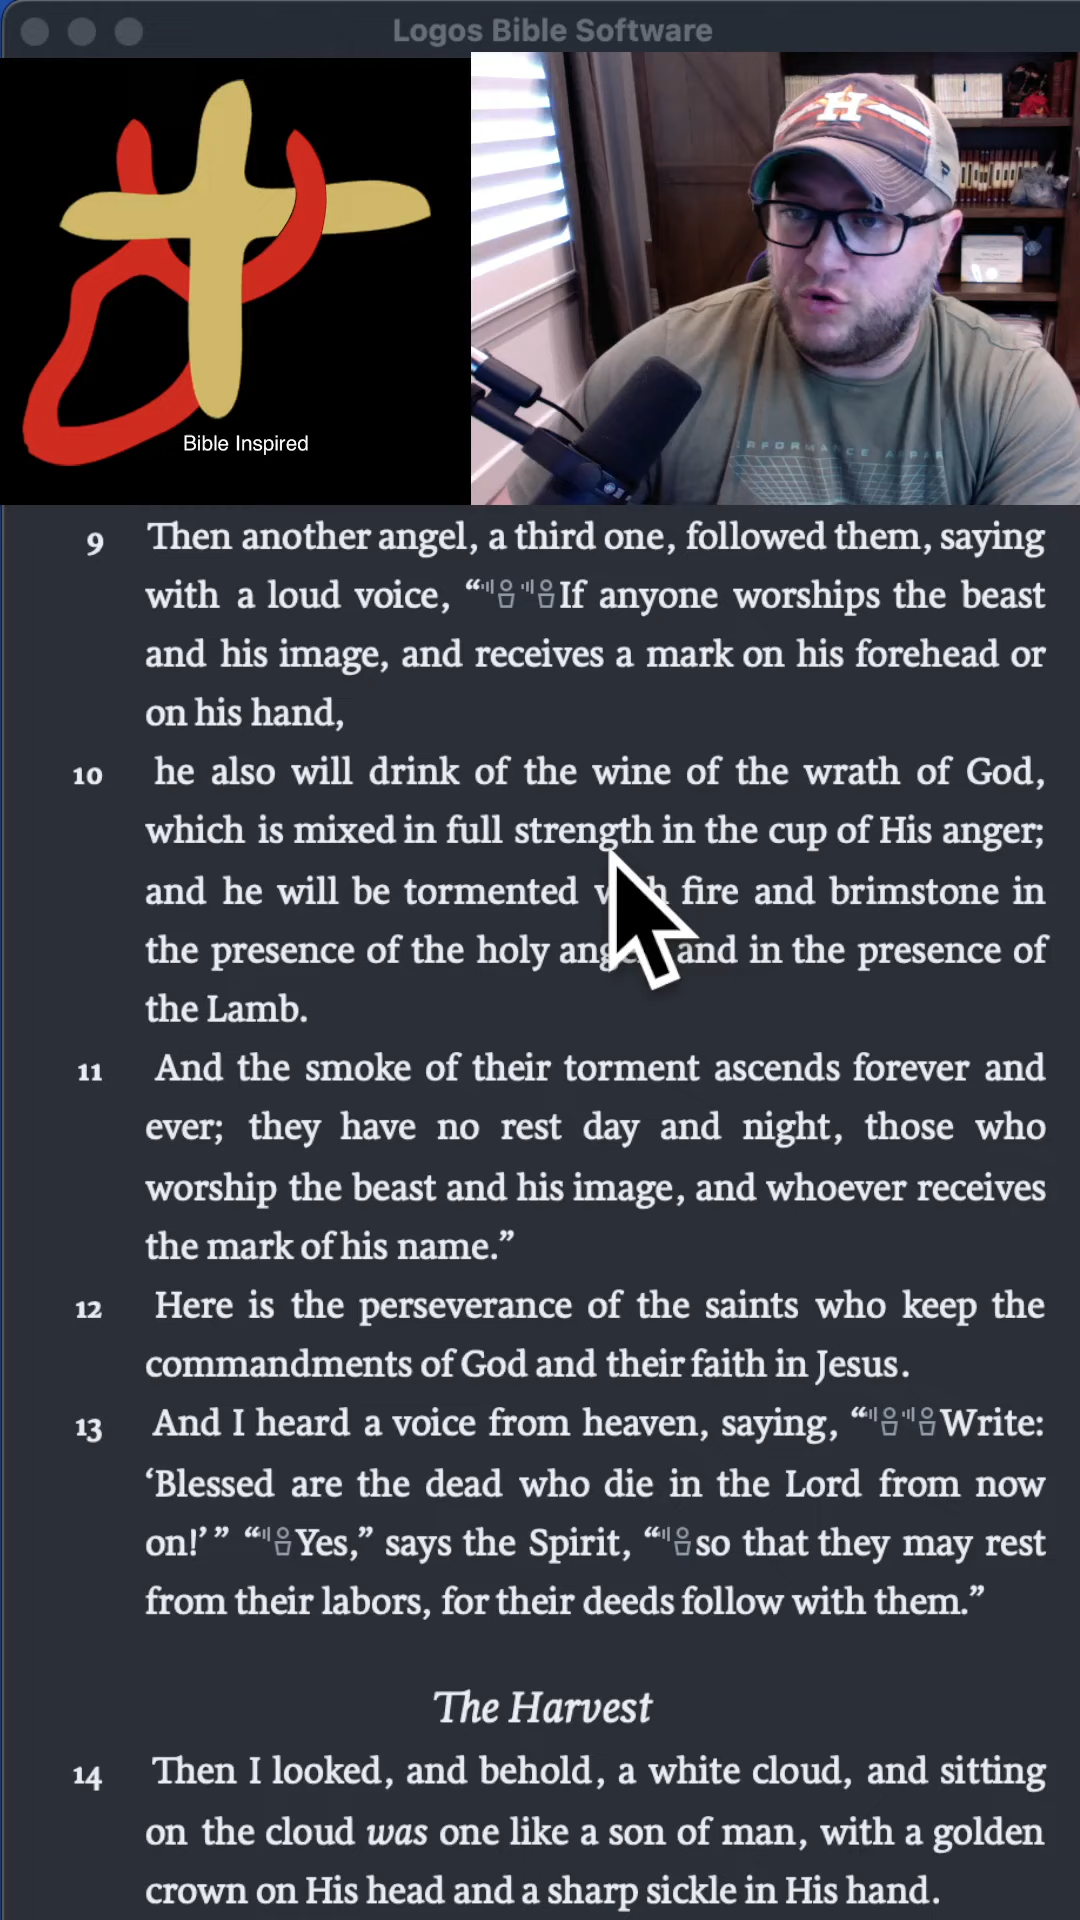 Logos Bible Software
H
Bible Inspired
9 Then another angel, a third one, followed them, saying
with a loud voice, “If anyone worships the beast
and his image, and receives a mark on his forehead or
on his hand,
10 he also will drink of the wine of the wrath of God,
which is mixed in full strength in the cup of His anger;
and he will be tormented with fire and brimstone in
the presence of the holy angels and in the presence of
the Lamb.
11 And the smoke of their torment ascends forever and
ever; they have no rest day and night, those who
worship the beast and his image, and whoever receives
the mark of his name.”
12 Here is the perseverance of the saints who keep the
commandments of God and their faith in Jesus.
13 And I heard a voice from heaven, saying, “Write:
‘Blessed are the dead who die in the Lord from now
on!’ ” “Yes,” says the Spirit, “so that they may rest
from their labors, for their deeds follow with them.”
The Harvest
14 Then I looked, and behold, a white cloud, and sitting
on the cloud was one like a son of man, with a golden
crown on His head and a sharp sickle in His hand.